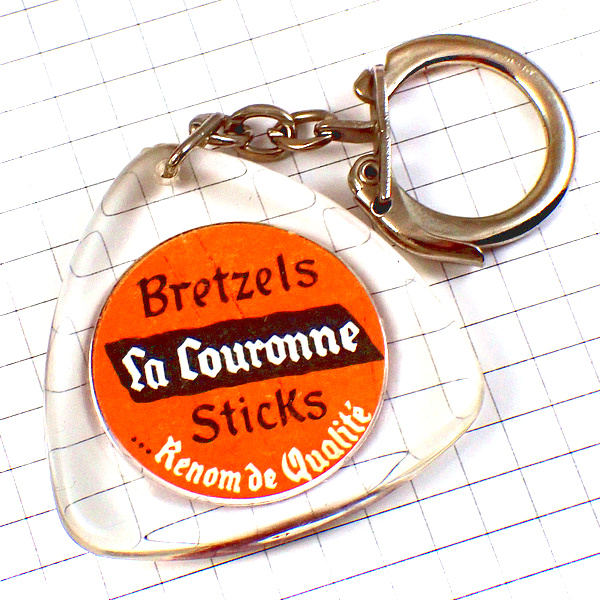 Bretzels
La Couronne
Sticks
...Renom de Qualité